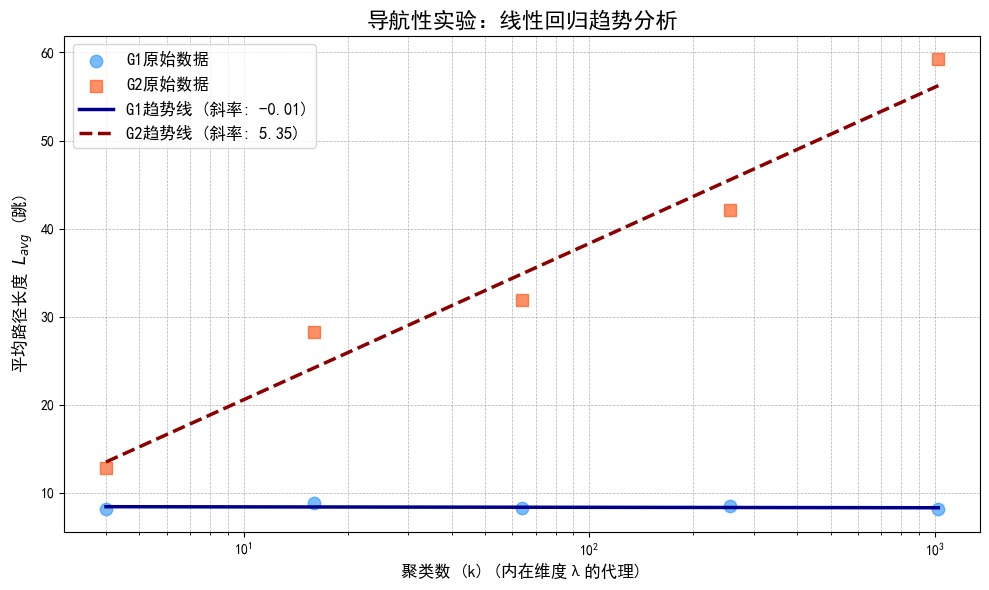 导航性实验：线性回归趋势分析
G1原始数据
G2原始数据
G1趋势线 (斜率: -0.01)
G2趋势线 (斜率: 5.35)
60
50
40
30
20
10
平均路径长度 L_avg (跳)
10¹
10²
10³
聚类数 (k) (内在维度 λ 的代理)